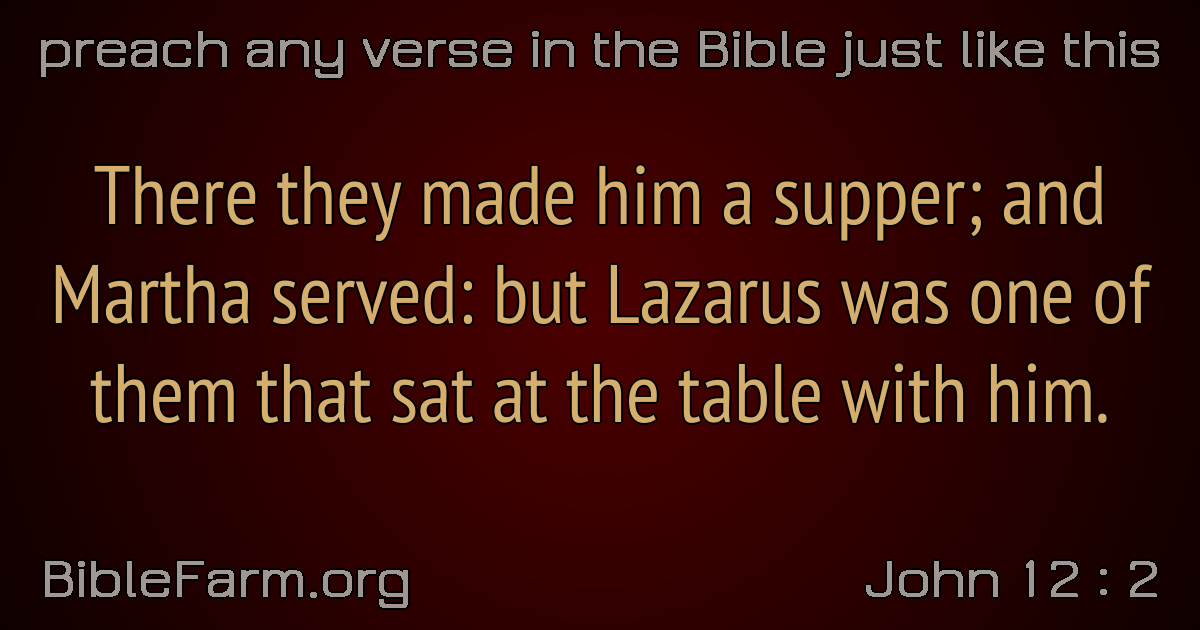 preach any verse in the Bible just like this
There they made him a supper; and
Martha served: but Lazarus was one of
them that sat at the table with him.
BibleFarm.org
John 12 : 2